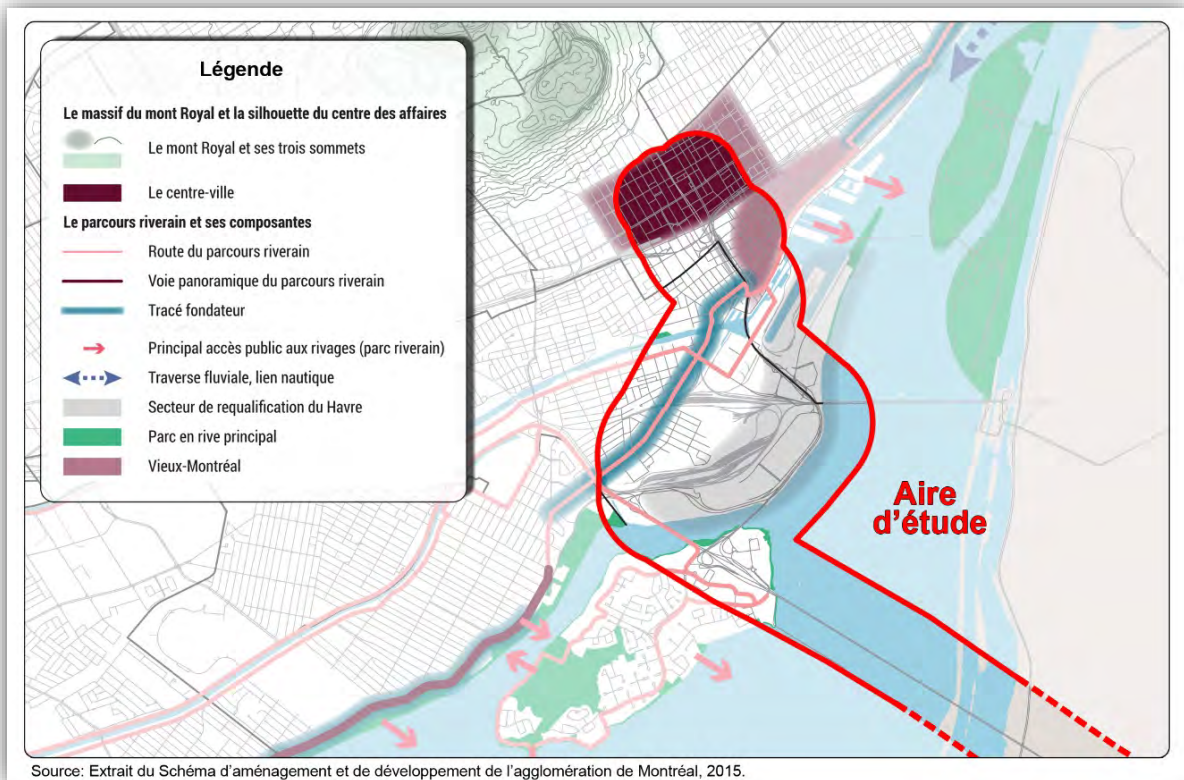 Légende
Le massif du mont Royal et la silhouette du centre des affaires
Le mont Royal et ses trois sommets
Le centre-ville
Le parcours riverain et ses composantes
Route du parcours riverain
Voie panoramique du parcours riverain
Tracé fondateur
Principal accès public aux rivages (parc riverain)
Traverse fluviale, lien nautique
Secteur de requalification du Havre
Parc en rive principal
Vieux-Montréal
Aire
d'étude
Source: Extrait du Schéma d'aménagement et de développement de l'agglomération de Montréal, 2015.